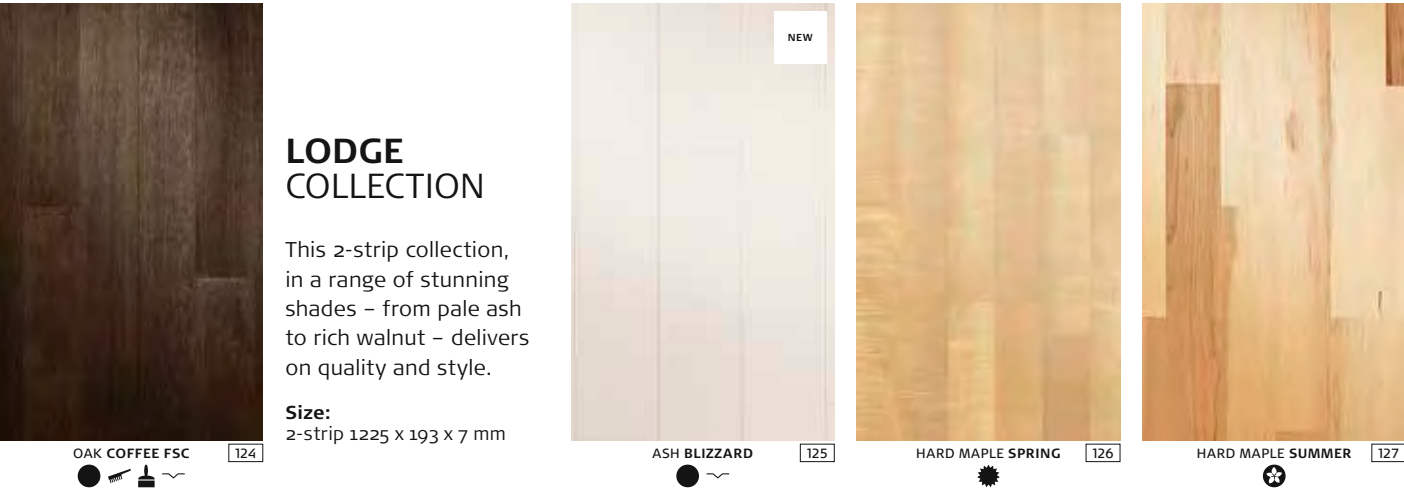 NEW
LODGE
COLLECTION
This 2-strip collection,
in a range of stunning
shades – from pale ash
to rich walnut – delivers
on quality and style.
Size:
2-strip 1225 x 193 x 7 mm
OAK COFFEE FSC 124
ASH BLIZZARD 125
HARD MAPLE SPRING 126
HARD MAPLE SUMMER 127